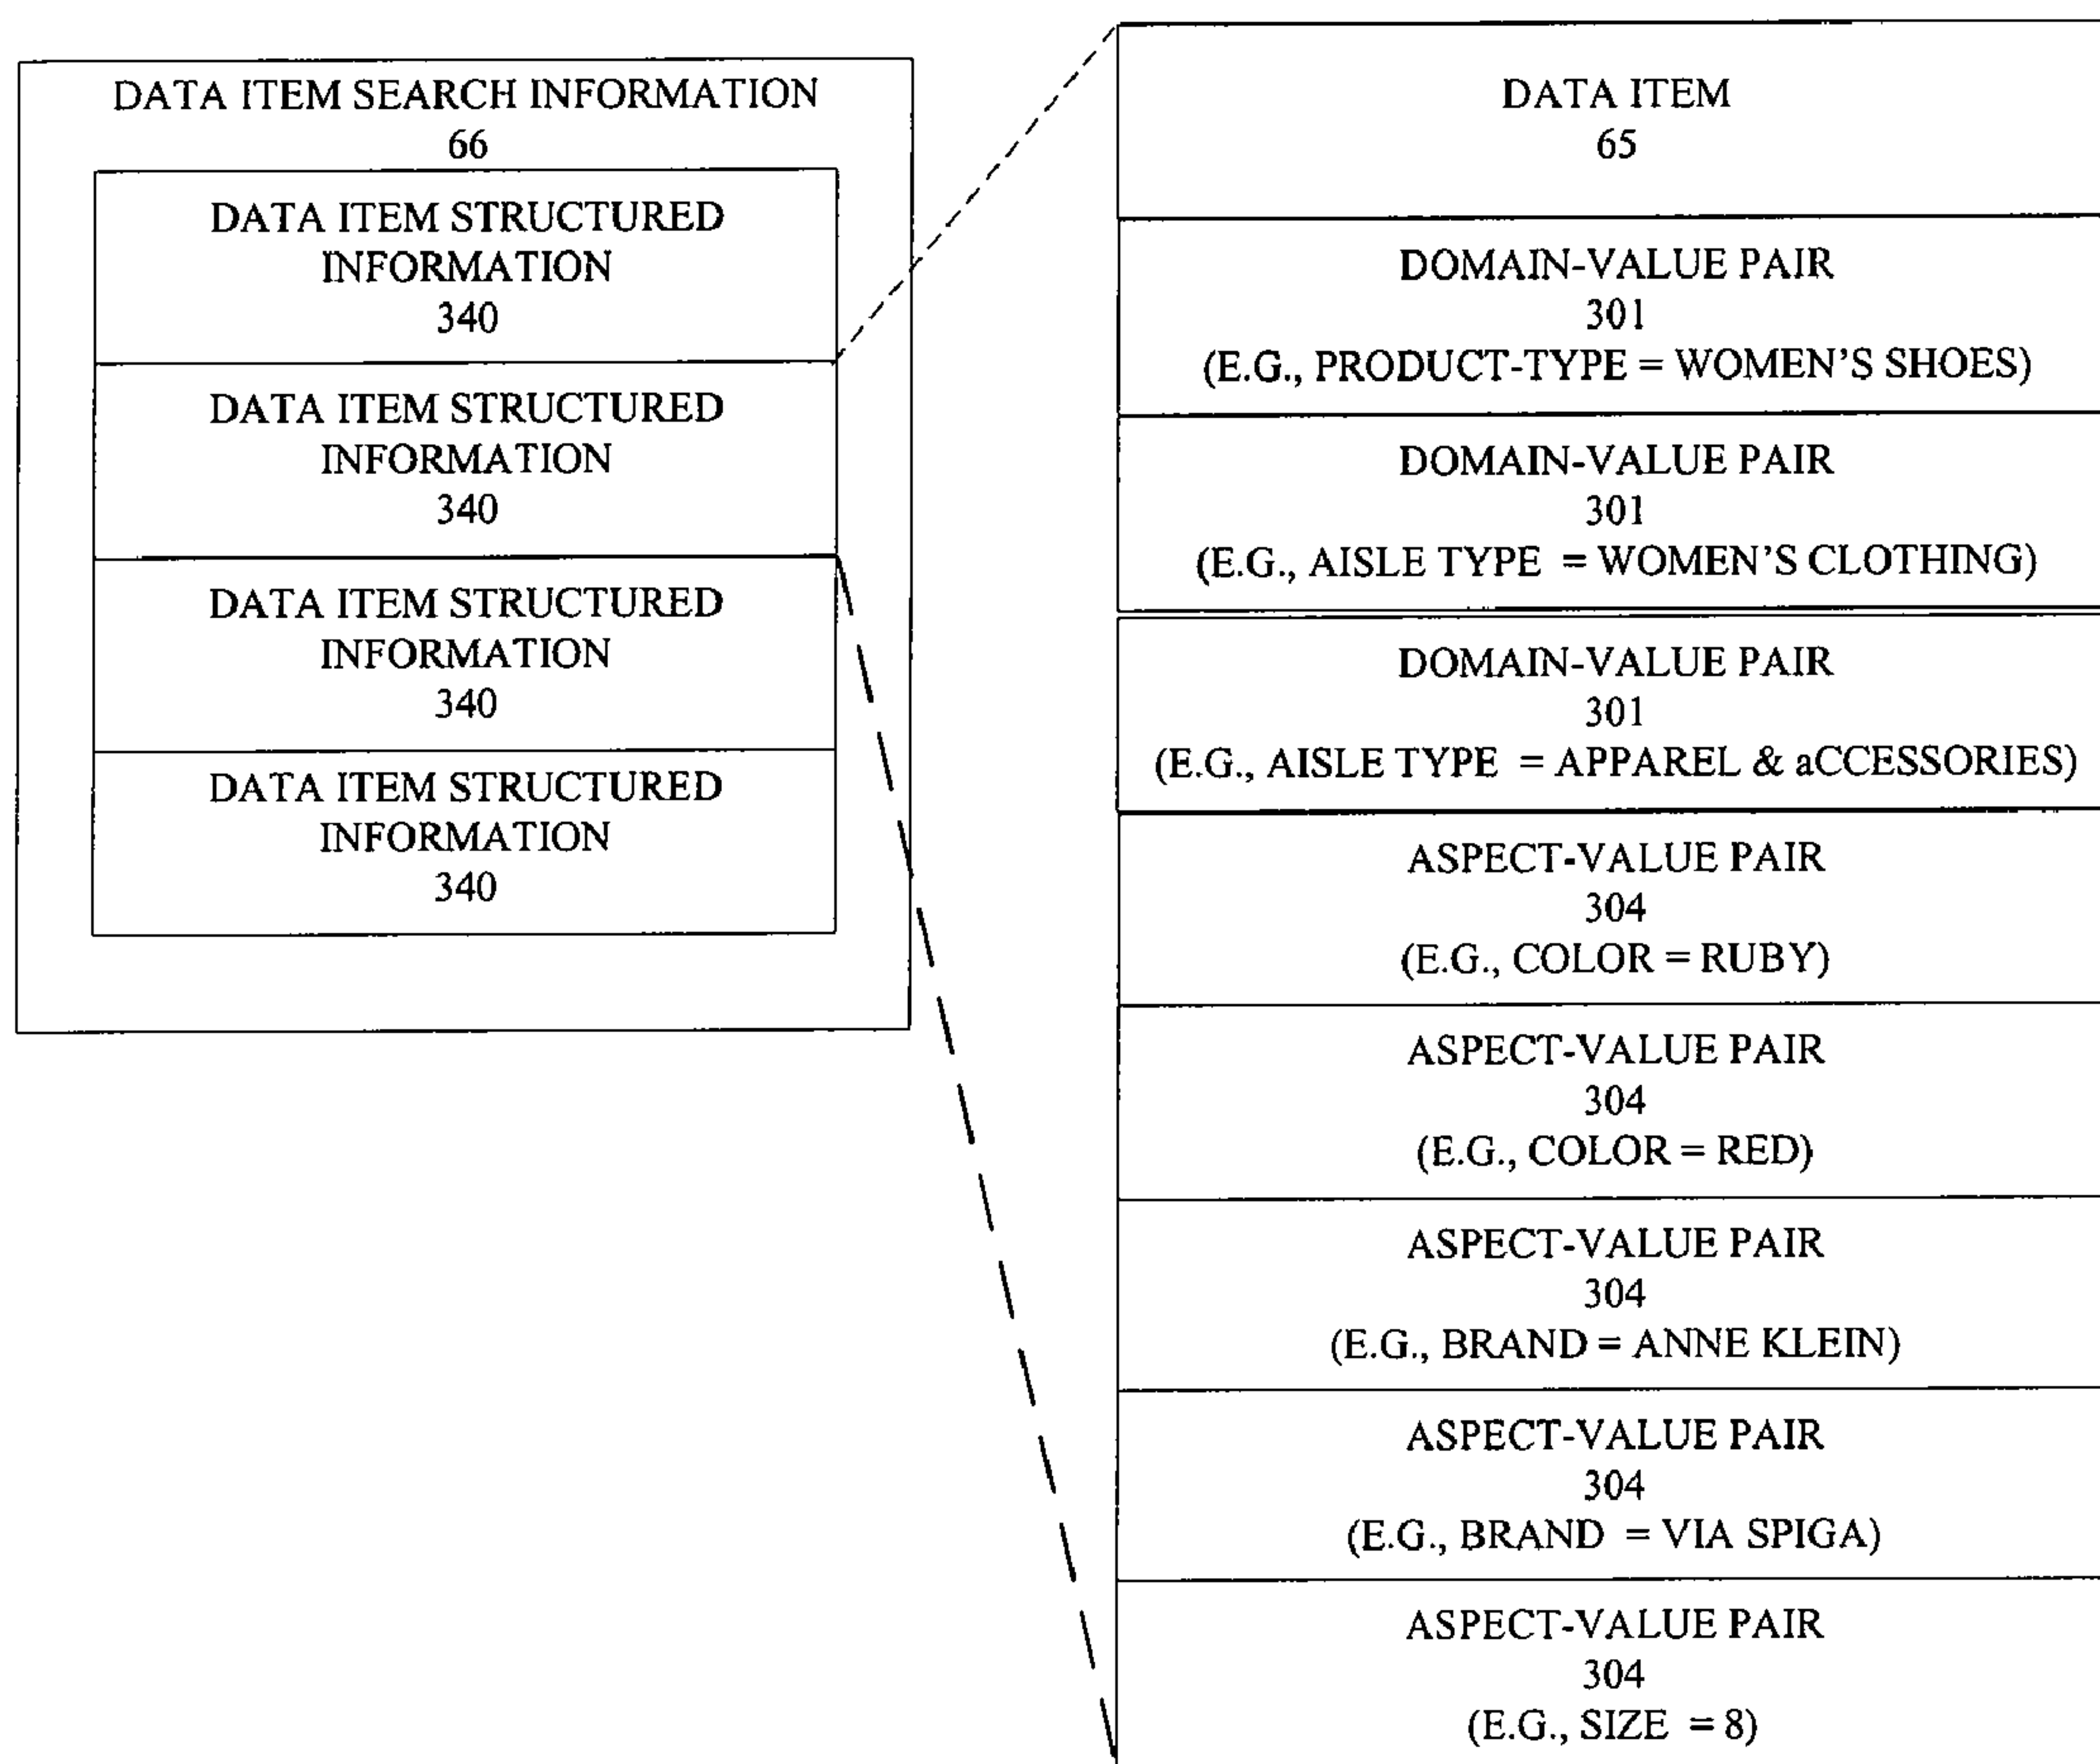 DATA ITEM SEARCH INFORMATION
66
DATA ITEM STRUCTURED
INFORMATION
340
DATA ITEM STRUCTURED
INFORMATION
340
DATA ITEM STRUCTURED
INFORMATION
340
DATA ITEM STRUCTURED
INFORMATION
340
DATA ITEM
65
DOMAIN-VALUE PAIR
301
(E.G., PRODUCT-TYPE = WOMEN'S SHOES)
DOMAIN-VALUE PAIR
301
(E.G., AISLE TYPE = WOMEN'S CLOTHING)
DOMAIN-VALUE PAIR
301
(E.G., AISLE TYPE = APPAREL & aCCESSORIES)
ASPECT-VALUE PAIR
304
(E.G., COLOR = RUBY)
ASPECT-VALUE PAIR
304
(E.G., COLOR = RED)
ASPECT-VALUE PAIR
304
(E.G., BRAND = ANNE KLEIN)
ASPECT-VALUE PAIR
304
(E.G., BRAND = VIA SPIGA)
ASPECT-VALUE PAIR
304
(E.G., SIZE = 8)